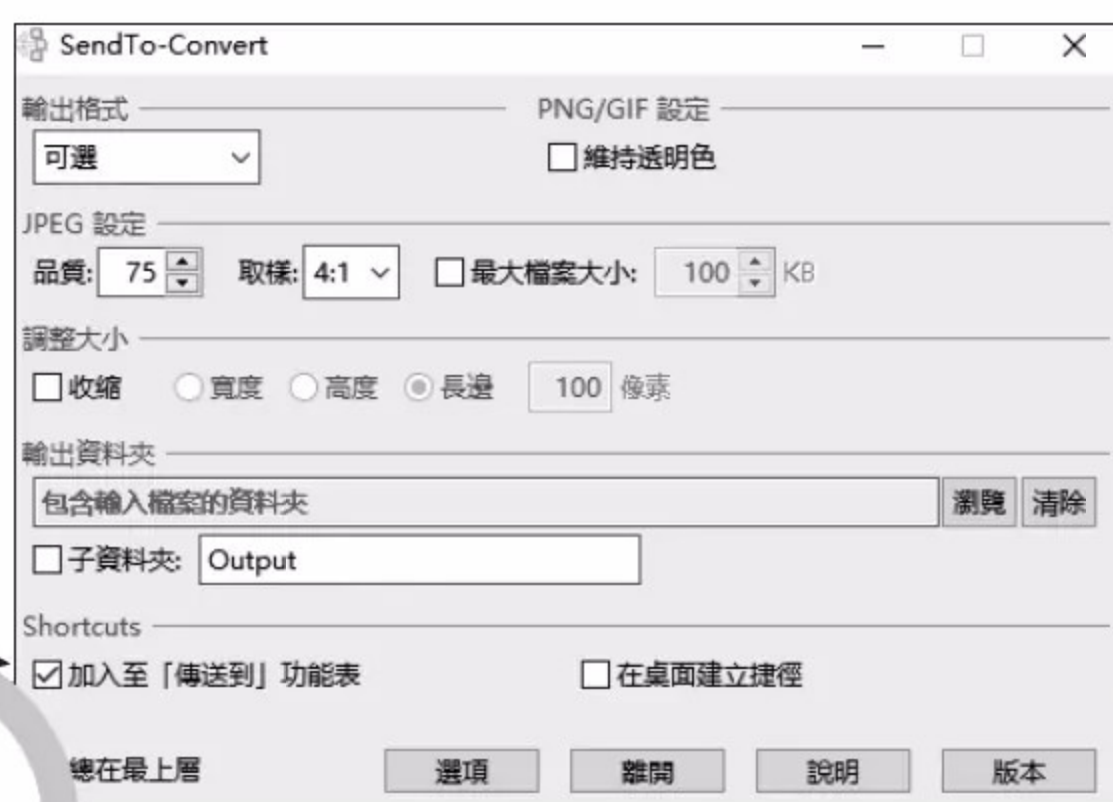 SendTo-Convert
輸出格式 PNG/GIF 設定
可選 維持透明色
JPEG 設定
品質: 75 取樣: 4:1 最大檔案大小: 100 KB
調整大小
收缩 寬度 高度 長邊 100 像素
輸出資料夾
包含輸入檔案的資料夾 瀏覽 清除
子資料夾: Output
Shortcuts
加入至「傳送到」功能表 在桌面建立捷徑
總在最上層 選項 離開 說明 版本